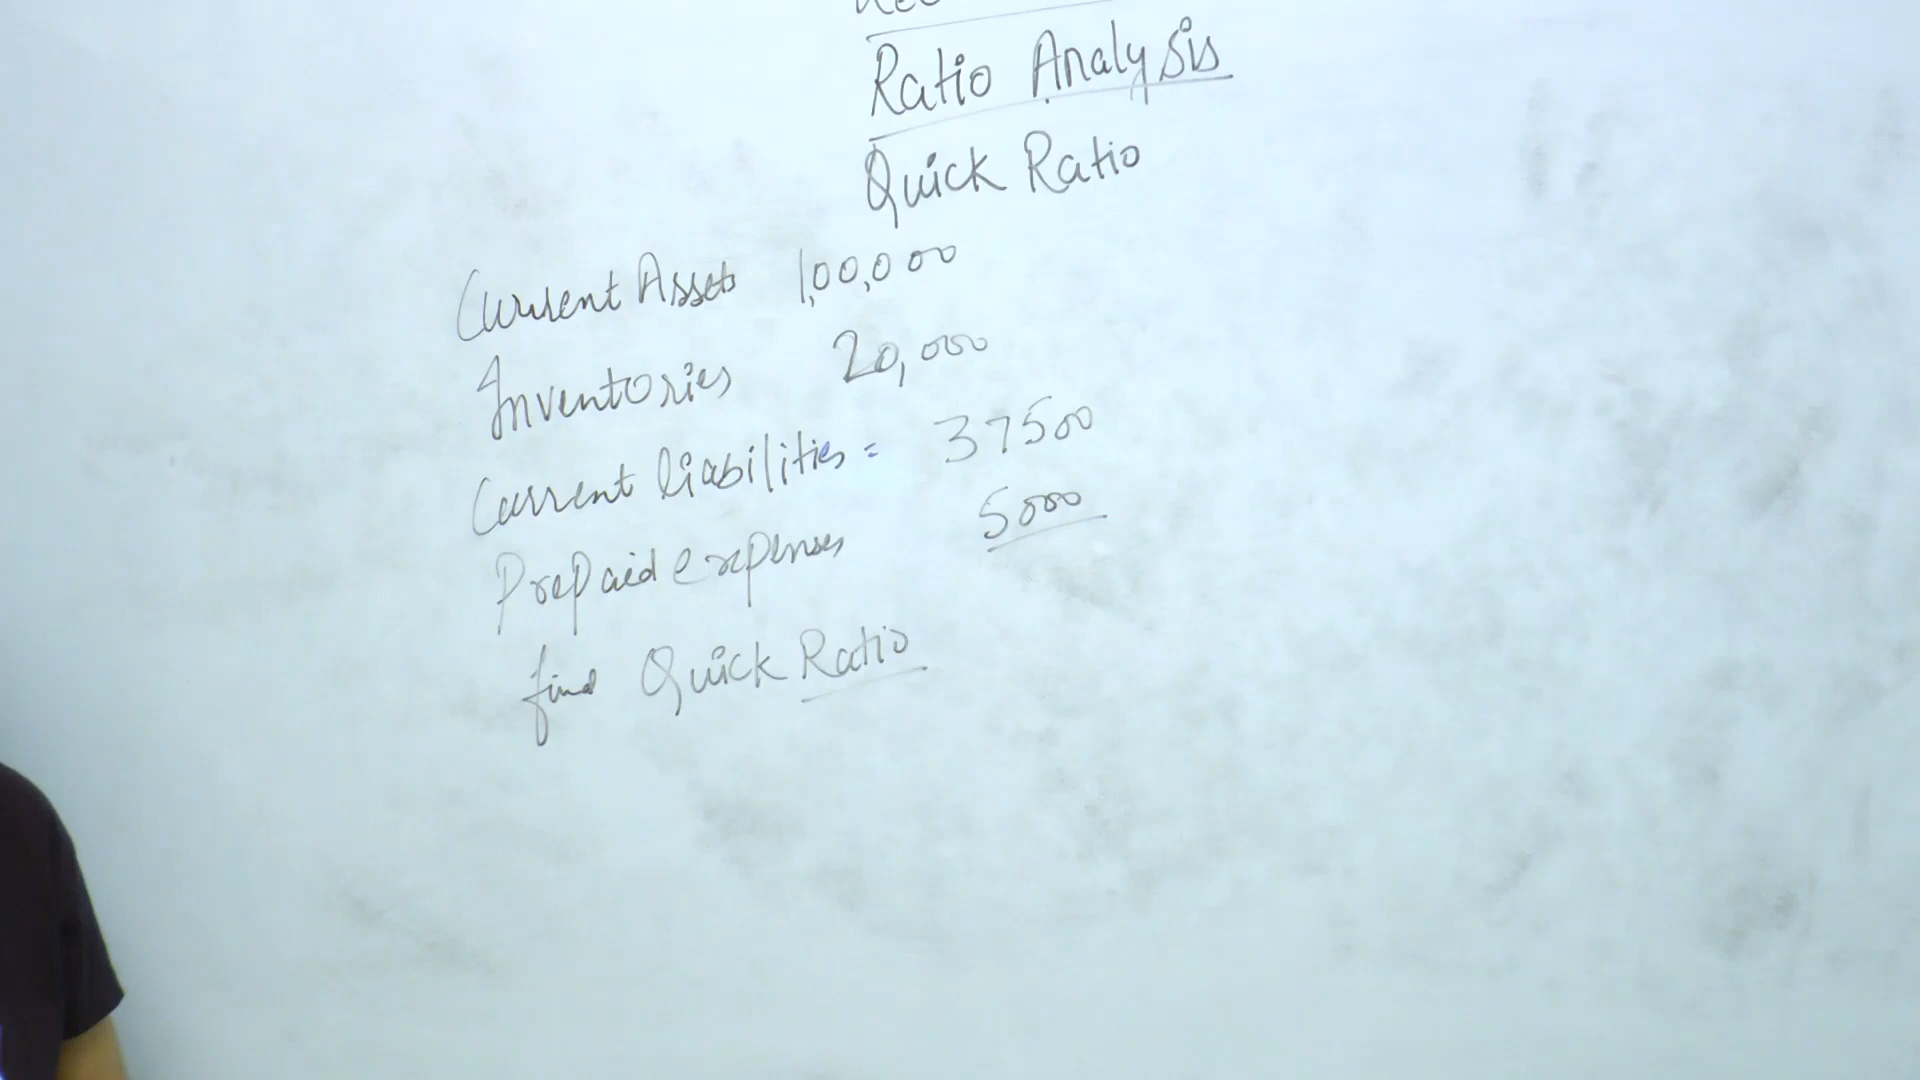 Ratio Analysis
Quick Ratio
Current Assets 1,00,000
Inventories 20,000
Current liabilities = 37500
Prepaid expenses 5000
find Quick Ratio